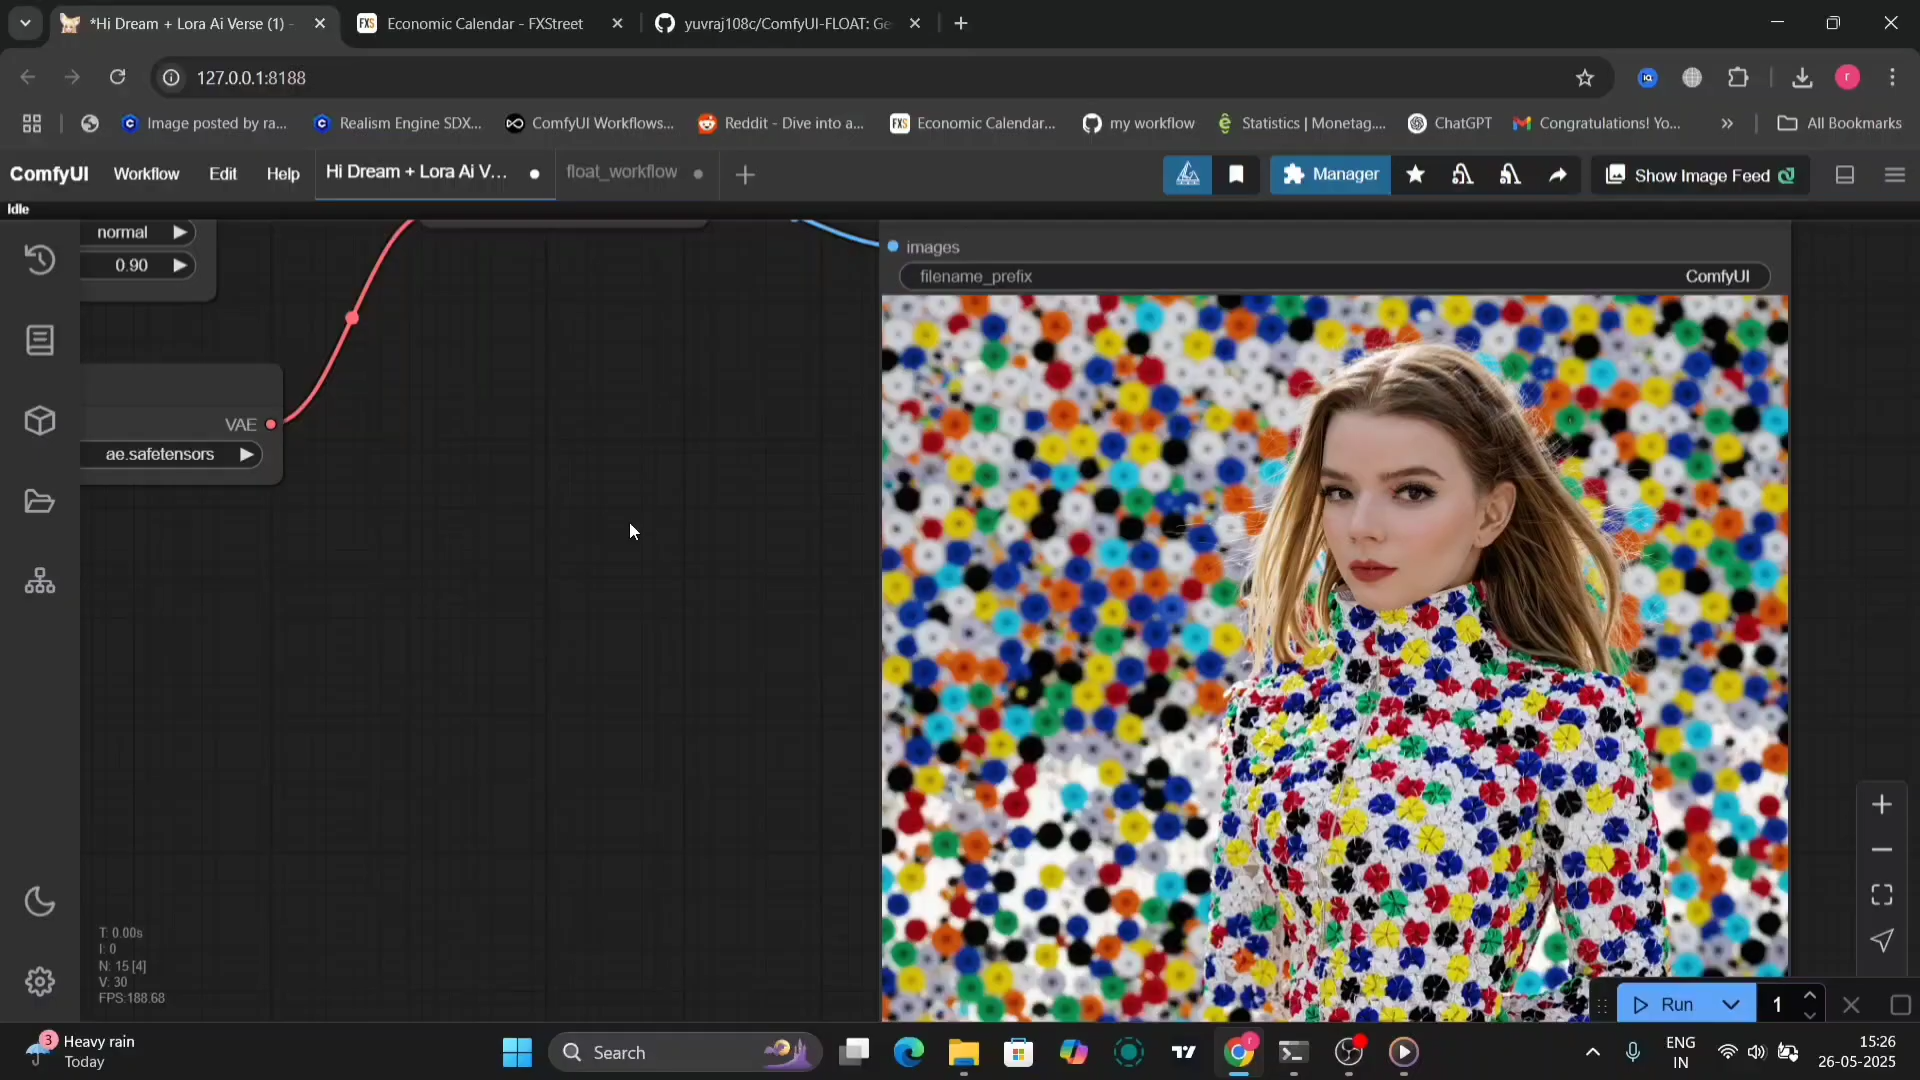 *Hi Dream + Lora Ai Verse (1) -
Economic Calendar - FXStreet
yuvraj108c/ComfyUI-FLOAT: Ge
127.0.0.1:8188
Image posted by ra...
Realism Engine SDX...
ComfyUI Workflows...
Reddit - Dive into a...
Economic Calendar...
my workflow
Statistics | Monetag....
ChatGPT
Congratulations! Yo...
All Bookmarks
ComfyUI
Workflow
Edit
Help
Hi Dream + Lora Ai V...
float_workflow
Manager
Show Image Feed
Idle
normal
0.90
images
filename_prefix
ComfyUI
VAE
ae.safetensors
T: 0.00s
I: 0
N: 15 [4]
V: 30
FPS:188.68
Run
1
3
Heavy rain
Today
Search
ENG
IN
15:26
26-05-2025